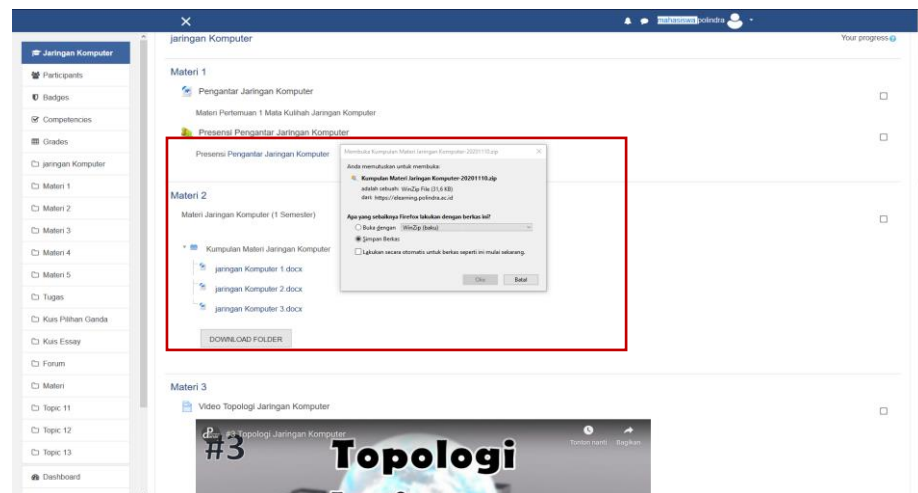 mahasiswa polindra
Jaringan Komputer
Participants
Badges
Competencies
Grades
jaringan Komputer
Materi 1
Materi 2
Materi 3
Materi 4
Materi 5
Tugas
Kuis Pilihan Ganda
Kuis Essay
Forum
Materi
Topic 11
Topic 12
Topic 13
Dashboard
jaringan Komputer
Your progress
Materi 1
Pengantar Jaringan Komputer
Materi Pertemuan 1 Mata Kulihah Jaringan Komputer
Presensi Pengantar Jaringan Komputer
Presensi Pengantar Jaringan Komputer
Materi 2
Materi Jaringan Komputer (1 Semester)
Kumpulan Materi Jaringan Komputer
jaringan Komputer 1.docx
jaringan Komputer 2.docx
jaringan Komputer 3.docx
DOWNLOAD FOLDER
Membuka Kumpulan Materi Jaringan Komputer-20201110.zip
Anda memutuskan untuk membuka:
Kumpulan Materi Jaringan Komputer-20201110.zip
adalah sebuah: WinZip File (31,6 KB)
dari: https://elearning.polindra.ac.id
Apa yang sebaiknya Firefox lakukan dengan berkas ini?
Buka dengan WinZip (baku)
Simpan Berkas
Lakukan secara otomatis untuk berkas seperti ini mulai sekarang.
Oke Batal
Materi 3
Video Topologi Jaringan Komputer
#3 Topologi Jaringan Komputer
Tonton nanti Bagikan
#3
Topologi